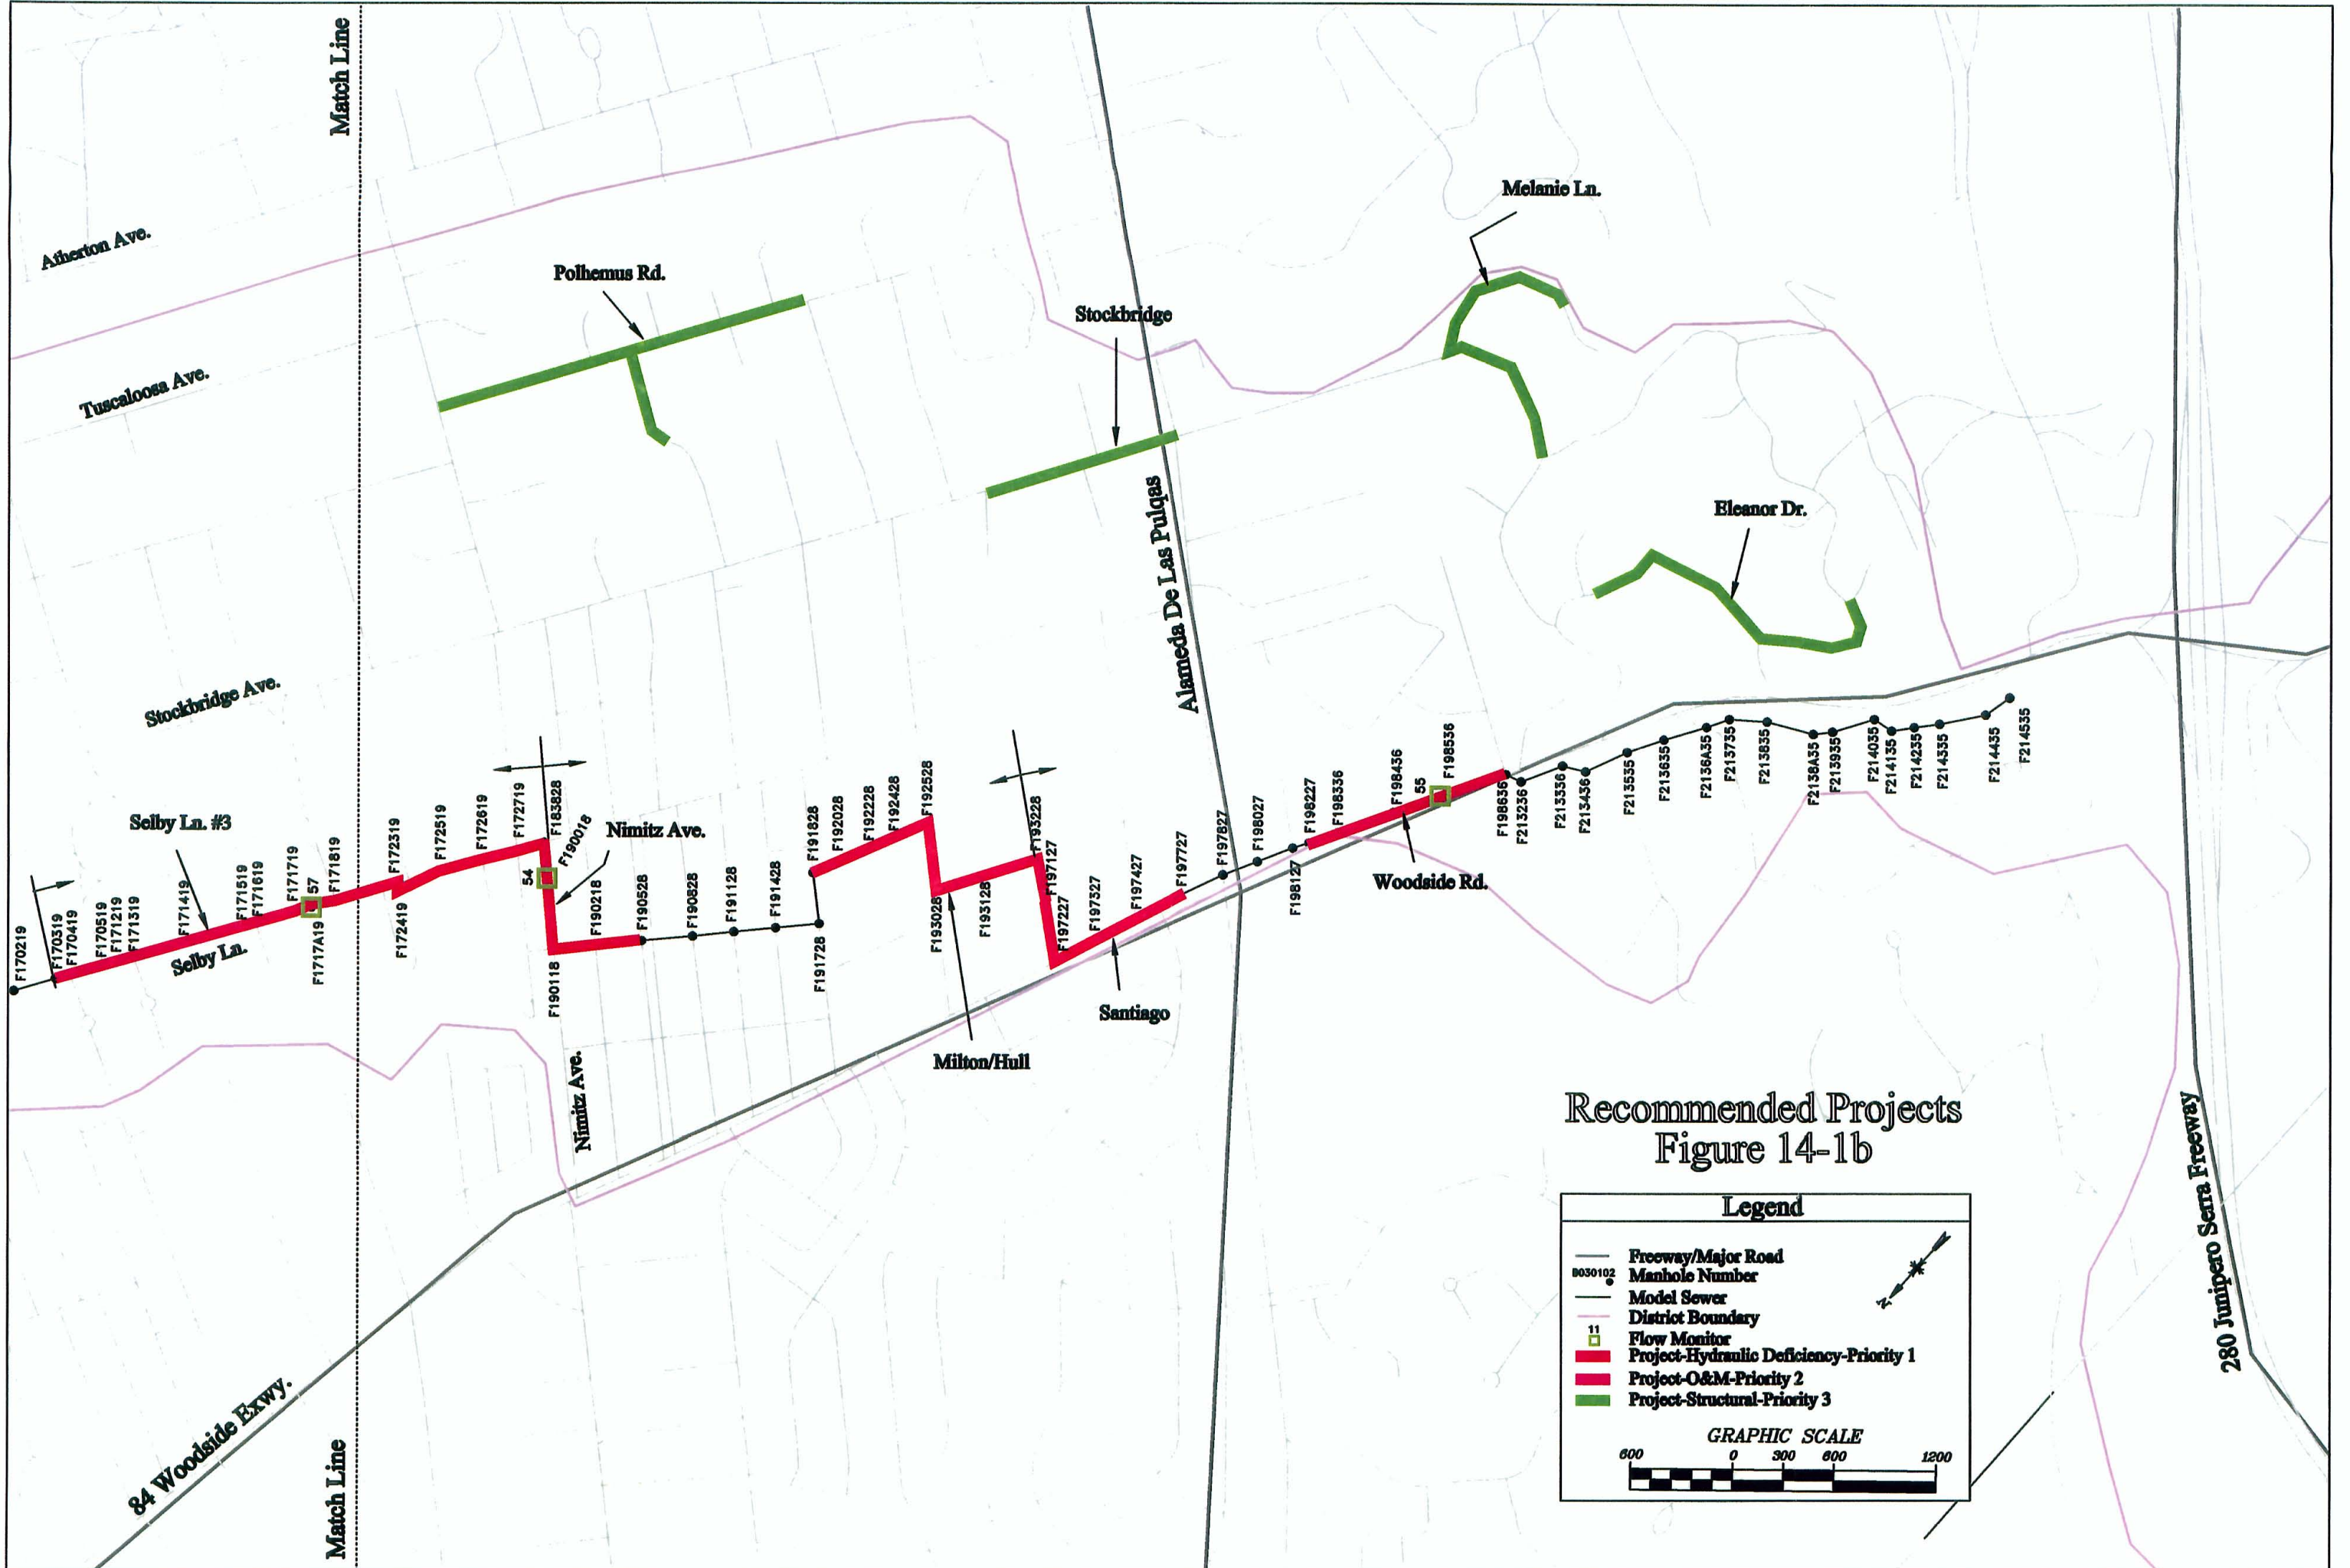 Match Line
Atherton Ave.
Tuscaloosa Ave.
Stockbridge Ave.
Polhemus Rd.
Stockbridge
Melanie Ln.
Eleanor Dr.
Alameda De Las Pulqas
Selby Ln. #3
Selby Ln.
Nimitz Ave.
Nimitz Ave.
Milton/Hull
Santiago
Woodside Rd.
84 Woodside Exwy.
Match Line
280 Junipero Serra Freeway
F170219
F170319
F170419
F170519
F171219
F171319
F171419
F171519
F171619
F171719
57
F1717A19
F171819
F172319
F172419
F172519
F172619
F172719
F183828
54
F190018
F190118
F190218
F190528
F190828
F191128
F191428
F191728
F191828
F192028
F192228
F192428
F192528
F193028
F193128
F193228
F197127
F197227
F197327
F197427
F197727
F197827
F198027
F198127
F198227
F198336
F198436
55
F198536
F198636
F213236
F213336
F213436
F213535
F213635
F2136A35
F213735
F213835
F2138A35
F213935
F214035
F214135
F214235
F214335
F214435
F214535
Recommended Projects
Figure 14-1b
Legend
Freeway/Major Road
B030102 Manhole Number
Model Sewer
District Boundary
11
Flow Monitor
Project-Hydraulic Deficiency-Priority 1
Project-O&M-Priority 2
Project-Structural-Priority 3
N
GRAPHIC SCALE
600 0 300 600 1200